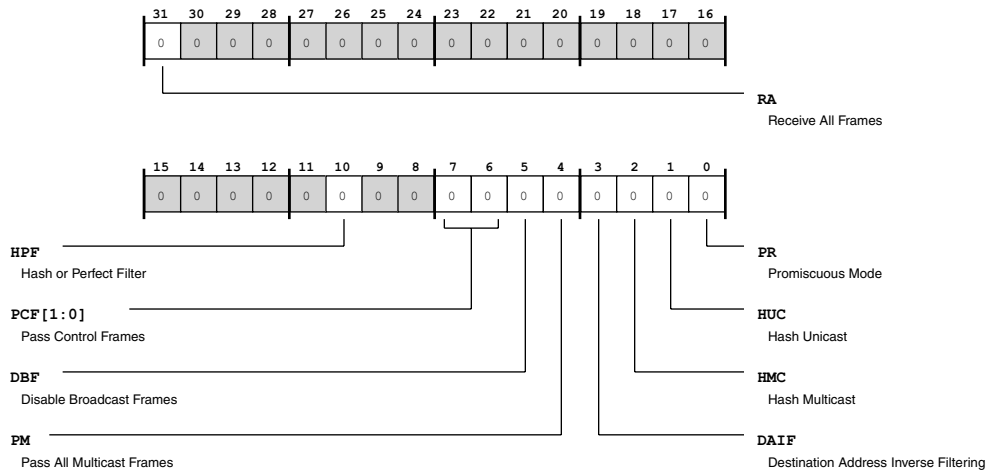 31 30 29 28 27 26 25 24 23 22 21 20 19 18 17 16
0 0 0 0 0 0 0 0 0 0 0 0 0 0 0 0
RA
Receive All Frames
15 14 13 12 11 10 9 8 7 6 5 4 3 2 1 0
0 0 0 0 0 0 0 0 0 0 0 0 0 0 0 0
HPF
Hash or Perfect Filter
PCF[1:0]
Pass Control Frames
DBF
Disable Broadcast Frames
PM
Pass All Multicast Frames
PR
Promiscuous Mode
HUC
Hash Unicast
HMC
Hash Multicast
DAIF
Destination Address Inverse Filtering